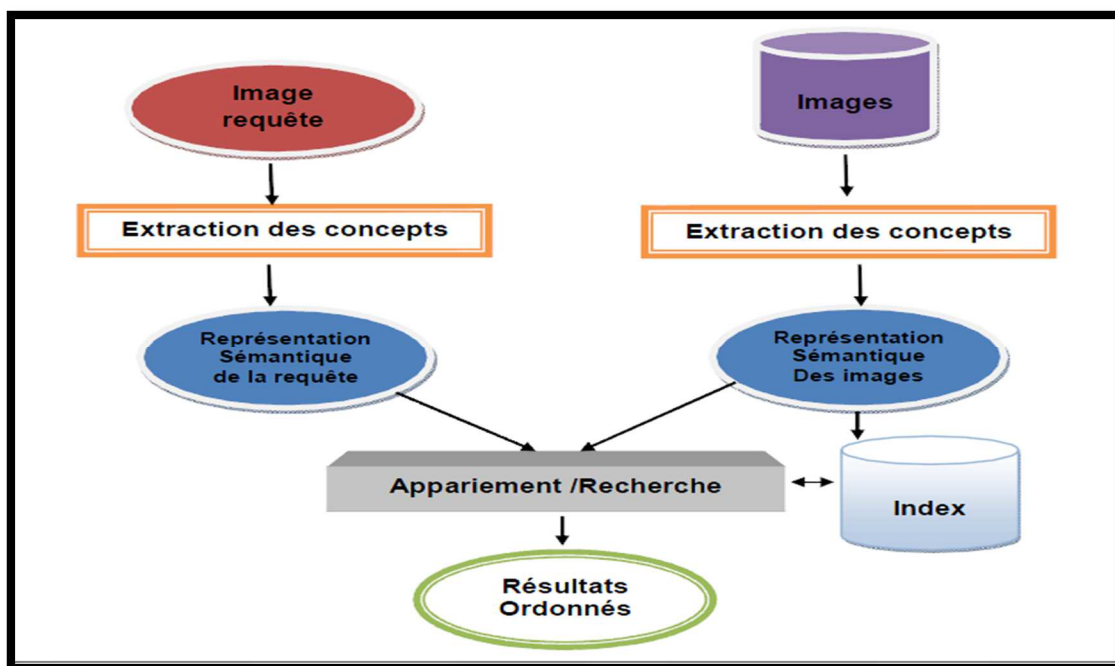 Image
requête
Images
Extraction des concepts
Extraction des concepts
Représentation
Sémantique
de la requête
Représentation
Sémantique
Des images
Appariement /Recherche
Index
Résultats
Ordonnés